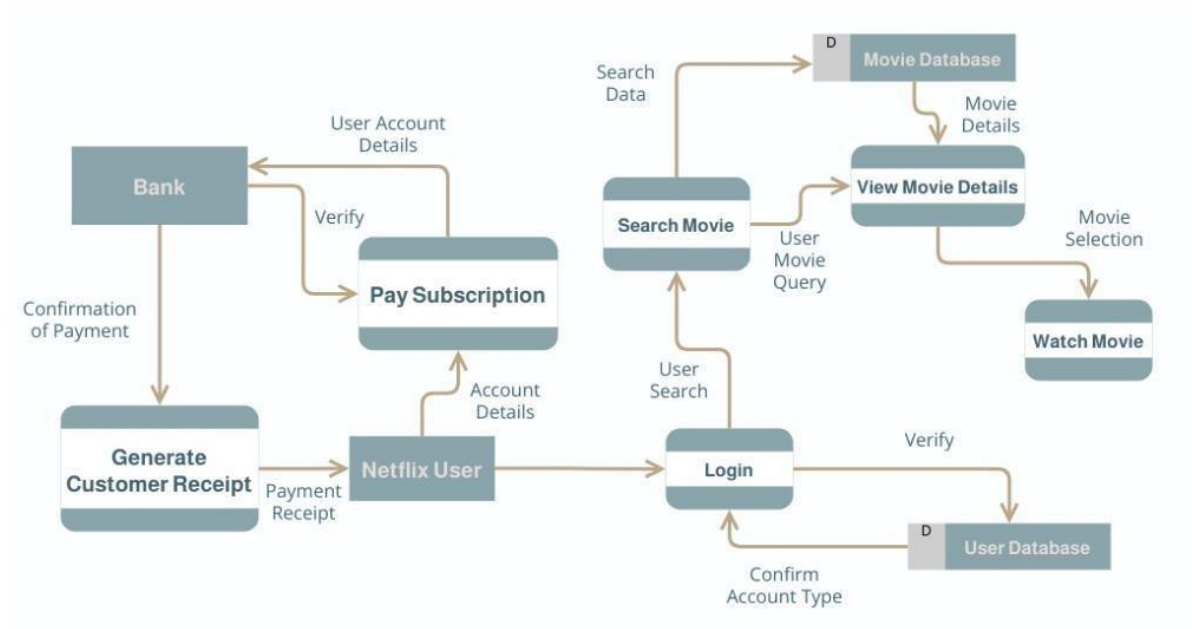 D
Movie Database
Search
Data
Movie
Details
User Account
Details
Bank
View Movie Details
Verify
Search Movie
User
Movie
Query
Movie
Selection
Pay Subscription
Confirmation
of Payment
Watch Movie
User
Search
Account
Details
Generate
Customer Receipt
Payment
Receipt
Netflix User
Login
Verify
D
User Database
Confirm
Account Type